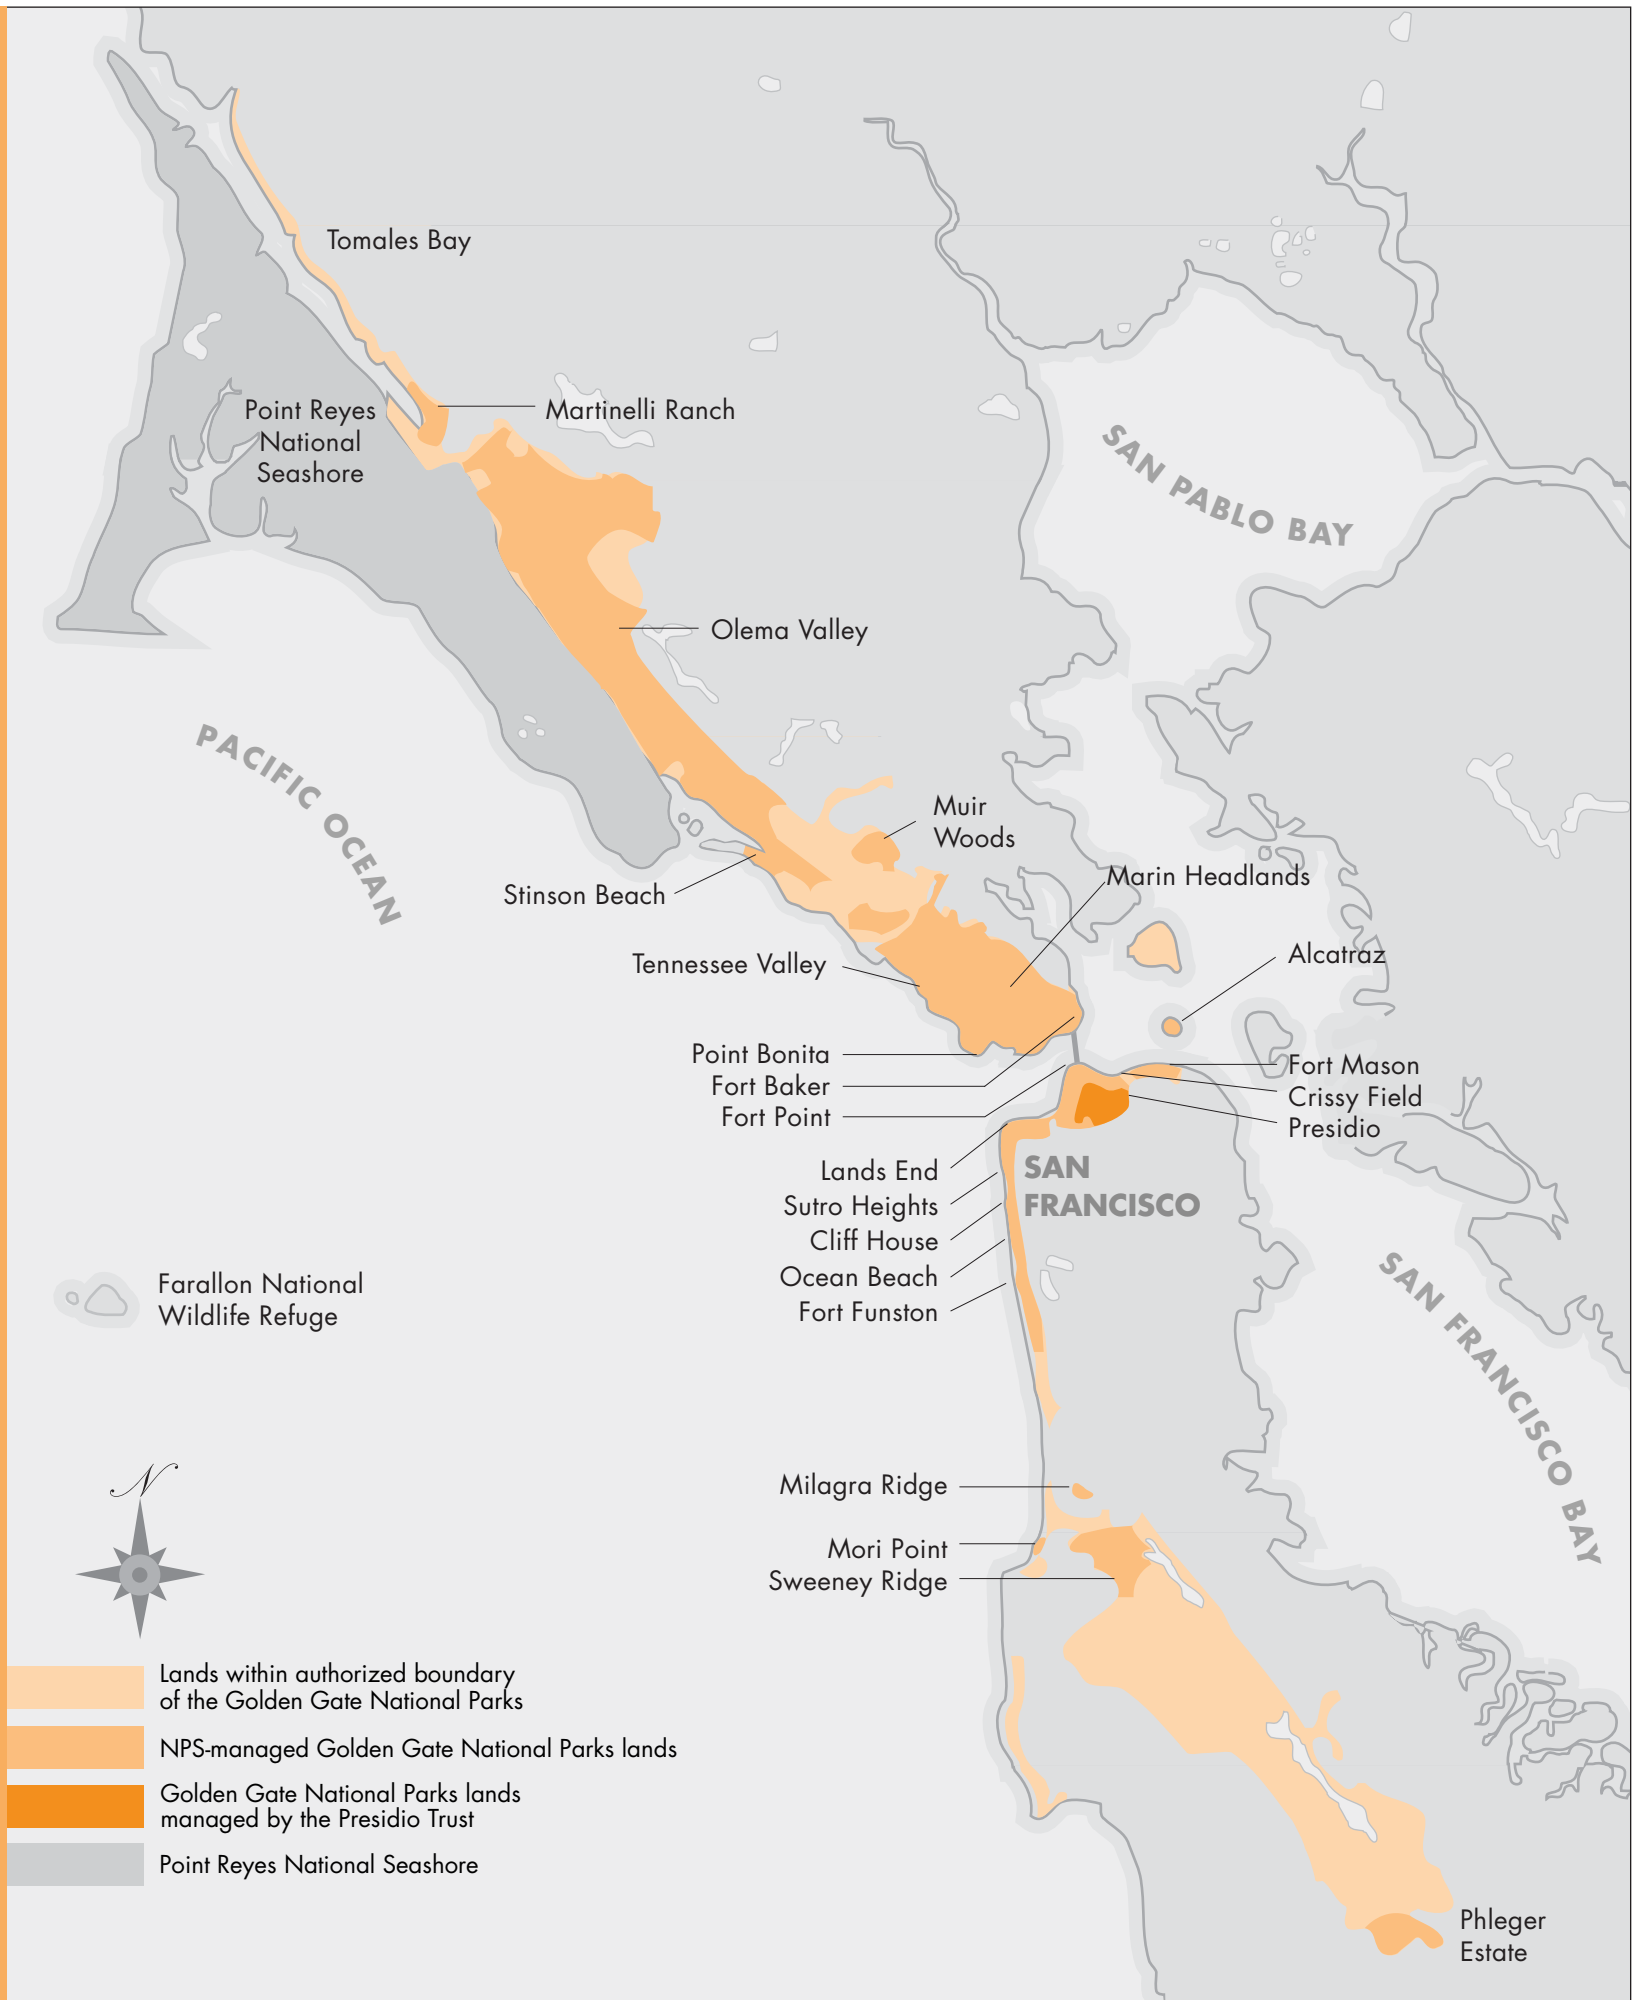 Tomales Bay
Point Reyes
National
Seashore
Martinelli Ranch
SAN PABLO BAY
Olema Valley
PACIFIC OCEAN
Muir
Woods
Marin Headlands
Stinson Beach
Tennessee Valley
Alcatraz
Point Bonita
Fort Baker
Fort Point
Fort Mason
Crissy Field
Presidio
Lands End
Sutro Heights
Cliff House
Ocean Beach
Fort Funston
SAN
FRANCISCO
Farallon National
Wildlife Refuge
SAN FRANCISCO BAY
N
Milagra Ridge
Mori Point
Sweeney Ridge
Lands within authorized boundary
of the Golden Gate National Parks
NPS-managed Golden Gate National Parks lands
Golden Gate National Parks lands
managed by the Presidio Trust
Point Reyes National Seashore
Phleger
Estate